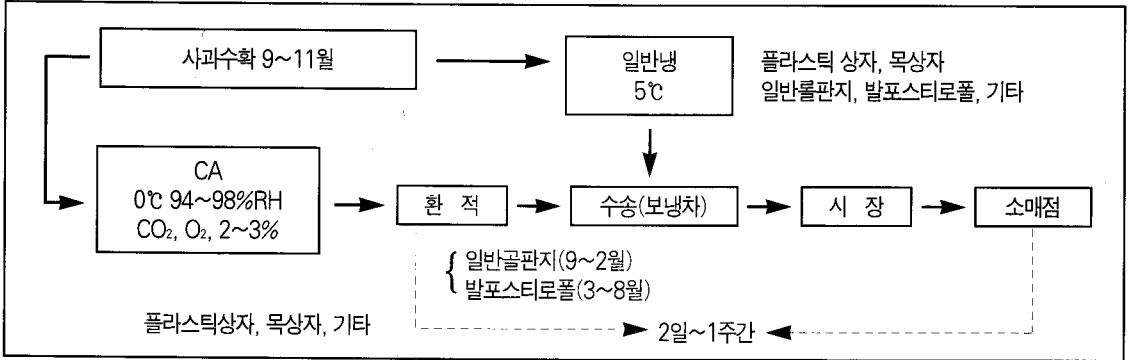 사과수확 9~11월
일반냉
5℃
플라스틱 상자, 목상자
일반롤판지, 발포스티로폴, 기타
CA
0℃ 94~98%RH
CO₂, O₂, 2~3%
환 적
수송(보냉차)
시 장
소매점
일반골판지(9~2월)
발포스티로폴(3~8월)
플라스틱상자, 목상자, 기타
2일~1주간